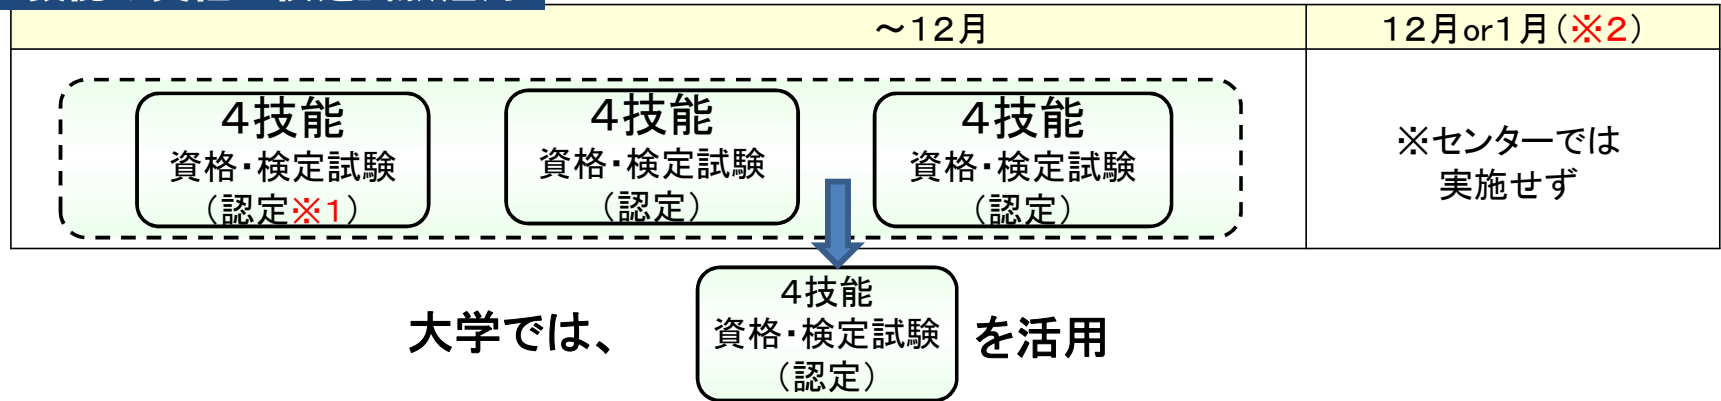 ～１２月
１２月or１月（※２）
４技能
資格・検定試験
（認定※１）
４技能
資格・検定試験
（認定）
４技能
資格・検定試験
（認定）
※センターでは
実施せず
大学では、
４技能
資格・検定試験
（認定）
を活用